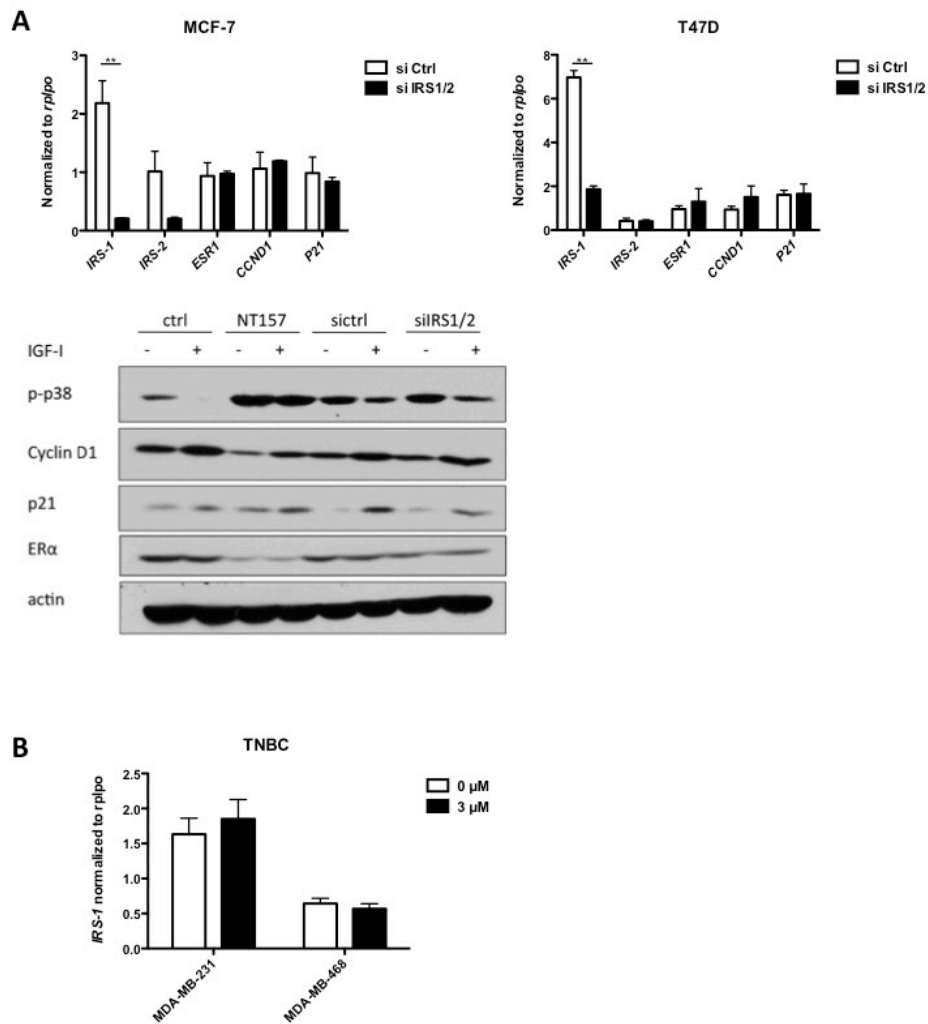 A
MCF-7
Normalized to rplpo
3
2
1
0
IRS-1
IRS-2
ESR1
CCND1
P21
**
si Ctrl
si IRS1/2
T47D
Normalized to rplpo
8
6
4
2
0
IRS-1
IRS-2
ESR1
CCND1
P21
**
si Ctrl
si IRS1/2
ctrl NT157 sictrl siIRS1/2
IGF-I - + - + - + - +
p-p38
Cyclin D1
p21
ERα
actin
B
TNBC
IRS-1 normalized to rplpo
2.5
2.0
1.5
1.0
0.5
0.0
MDA-MB-231
MDA-MB-468
0 µM
3 µM